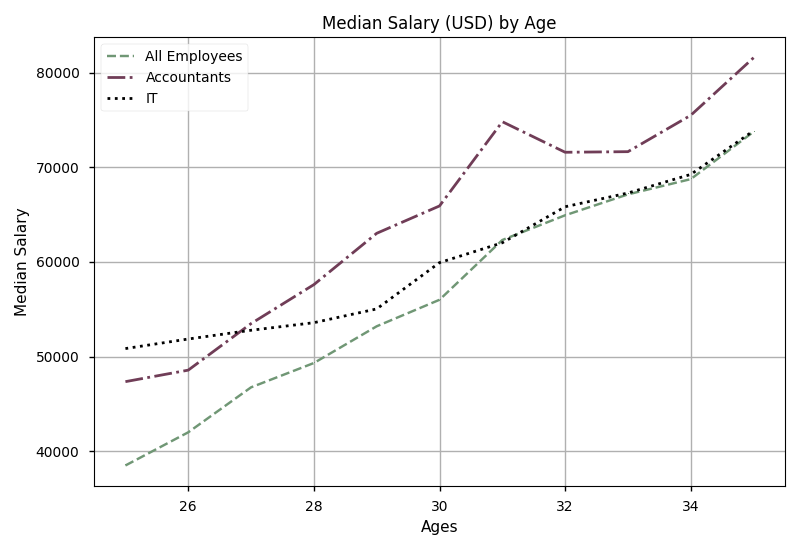 Median Salary (USD) by Age
All Employees
Accountants
IT
80000
70000
60000
50000
40000
Median Salary
26 28 30 32 34
Ages